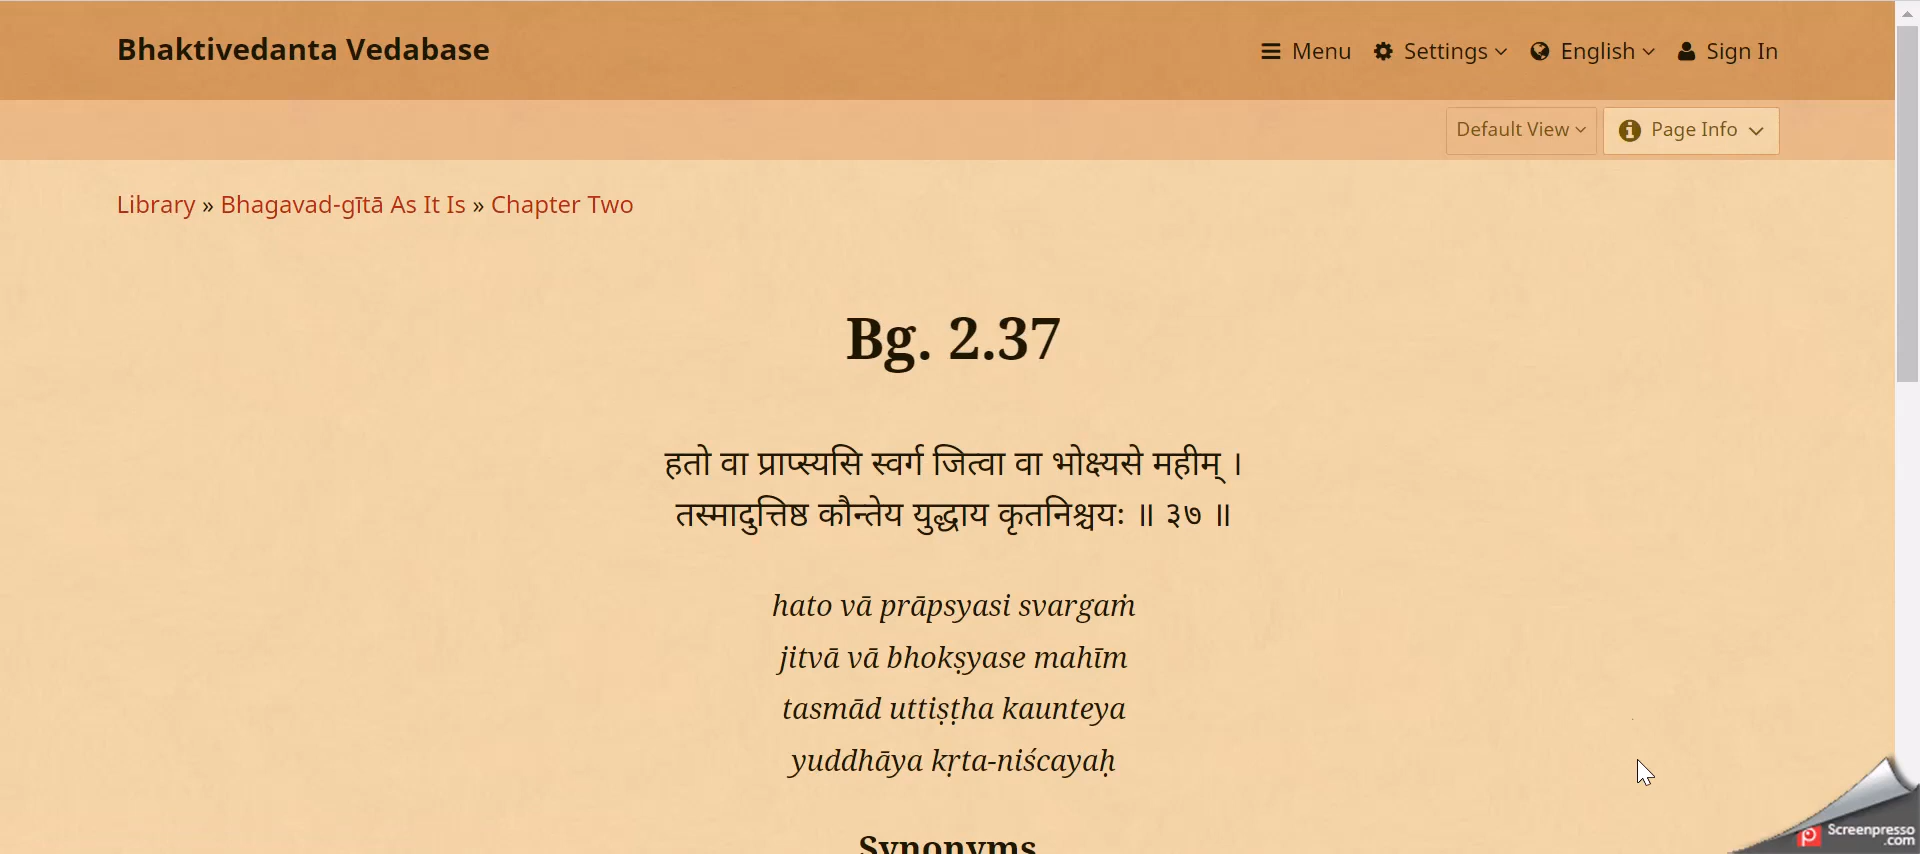 Bhaktivedanta Vedabase
Menu Settings English Sign In
Default View Page Info
Library » Bhagavad-gītā As It Is » Chapter Two
Bg. 2.37
हतो वा प्राप्स्यसि स्वर्ग जित्वा वा भोक्ष्यसे महीम् ।
तस्मादुत्तिष्ठ कौन्तेय युद्धाय कृतनिश्चयः ॥ ३७ ॥
hato vā prāpsyasi svargaṁ
jitvā vā bhokṣyase mahīm
tasmād uttiṣṭha kaunteya
yuddhāya kṛta-niścayaḥ
Synonyms
Screenpresso
.com